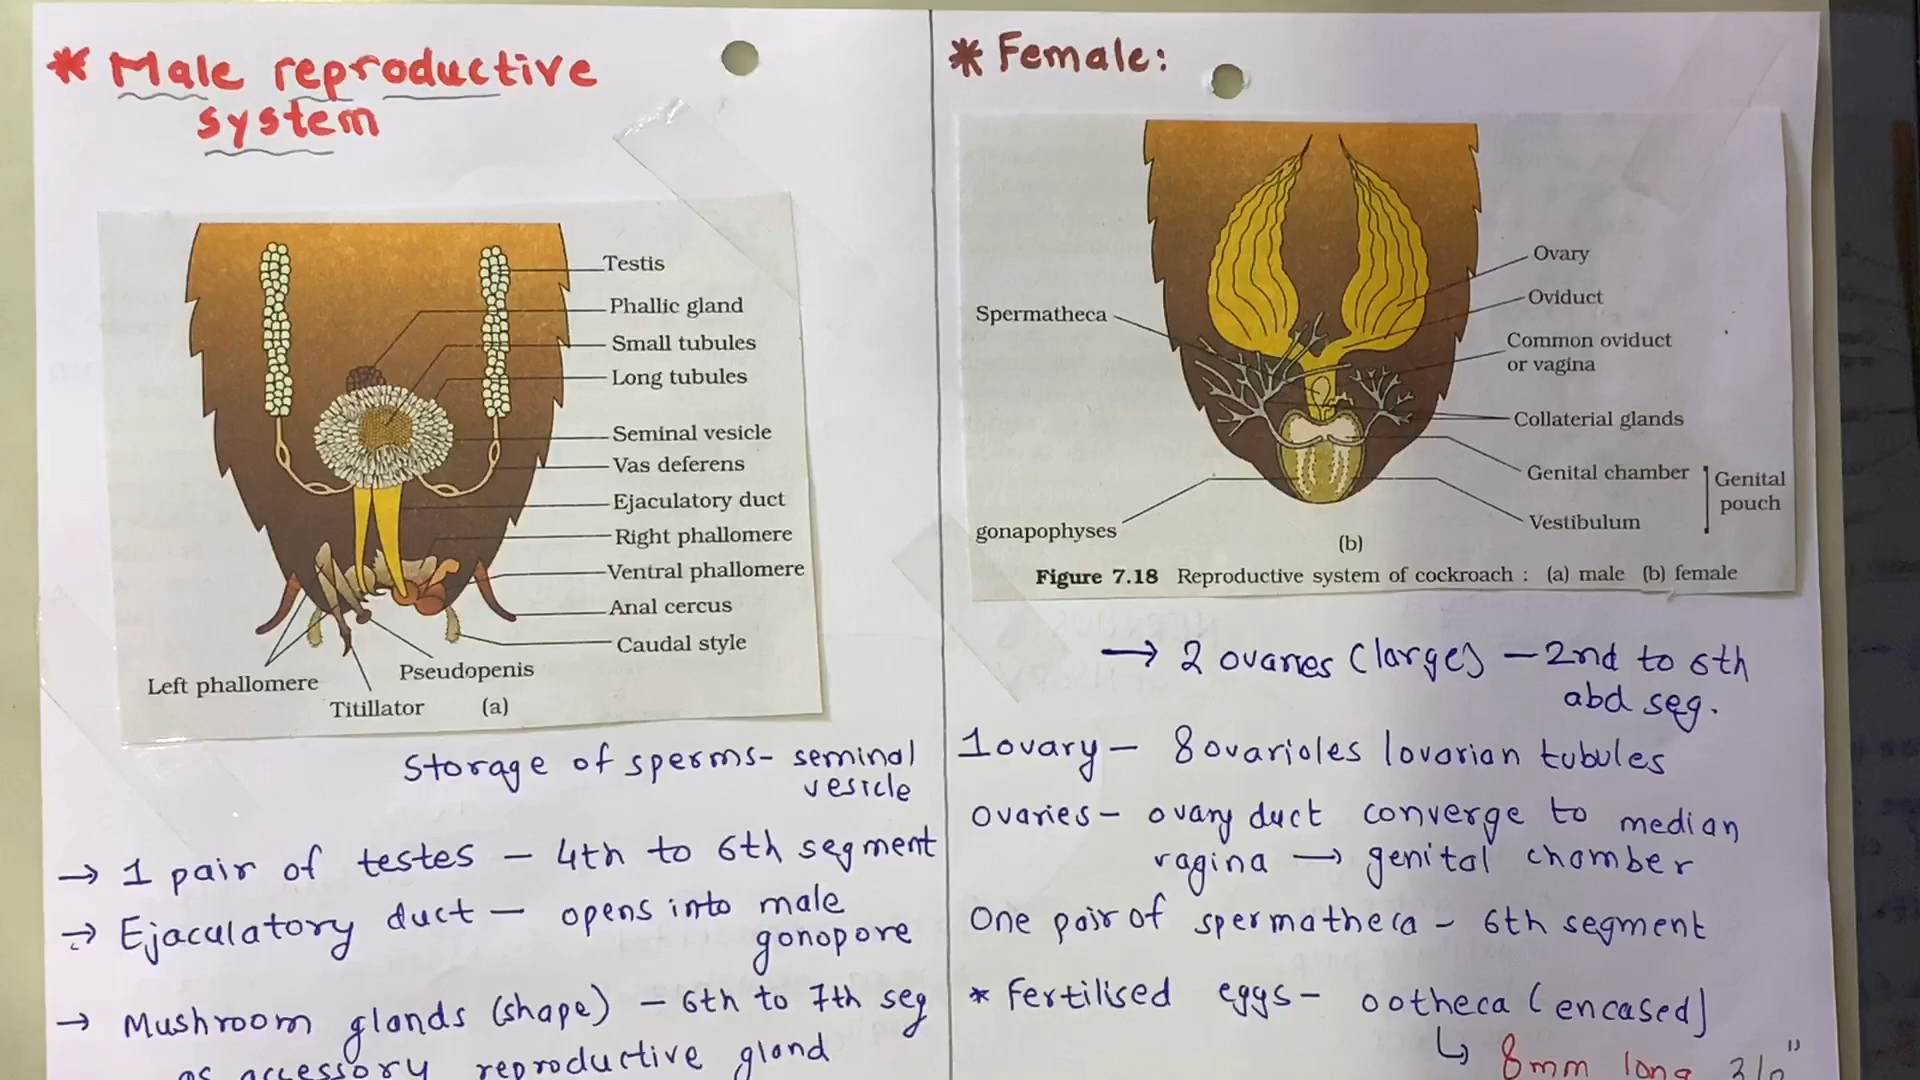 * Male reproductive
system
Testis
Phallic gland
Small tubules
Long tubules
Seminal vesicle
Vas deferens
Ejaculatory duct
Right phallomere
Ventral phallomere
Anal cercus
Caudal style
Pseudopenis
Left phallomere
Titillator
(a)
Storage of sperms- seminal
vesicle
→ 1 pair of testes - 4th to 6th segment
→ Ejaculatory duct - opens into male
gonopore
→ Mushroom glands (shape) - 6th to 7th seg
as accessory reproductive gland
* Female:
Ovary
Oviduct
Spermatheca
Common oviduct
or vagina
Collaterial glands
Genital chamber
Genital
pouch
Vestibulum
gonapophyses
(b)
Figure 7.18 Reproductive system of cockroach : (a) male (b) female
→ 2 ovaries (large) - 2nd to 6th
abd seg.
1 ovary - 8 ovarioles / ovarian tubules
ovaries - ovary duct converge to median
vagina → genital chamber
One pair of spermatheca - 6th segment
* Fertilised eggs - ootheca [encased]
↳ 8mm long 3/8"